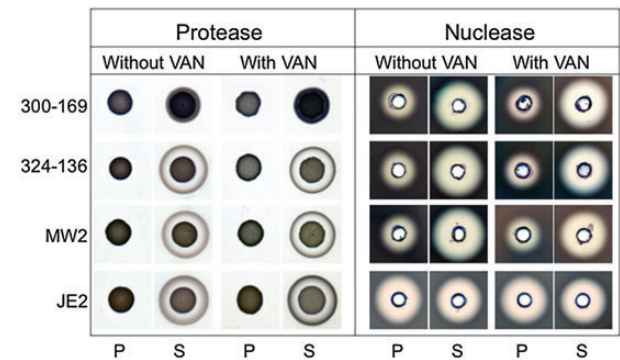 Protease Nuclease
Without VAN With VAN Without VAN With VAN
300-169
324-136
MW2
JE2
P S P S P S P S